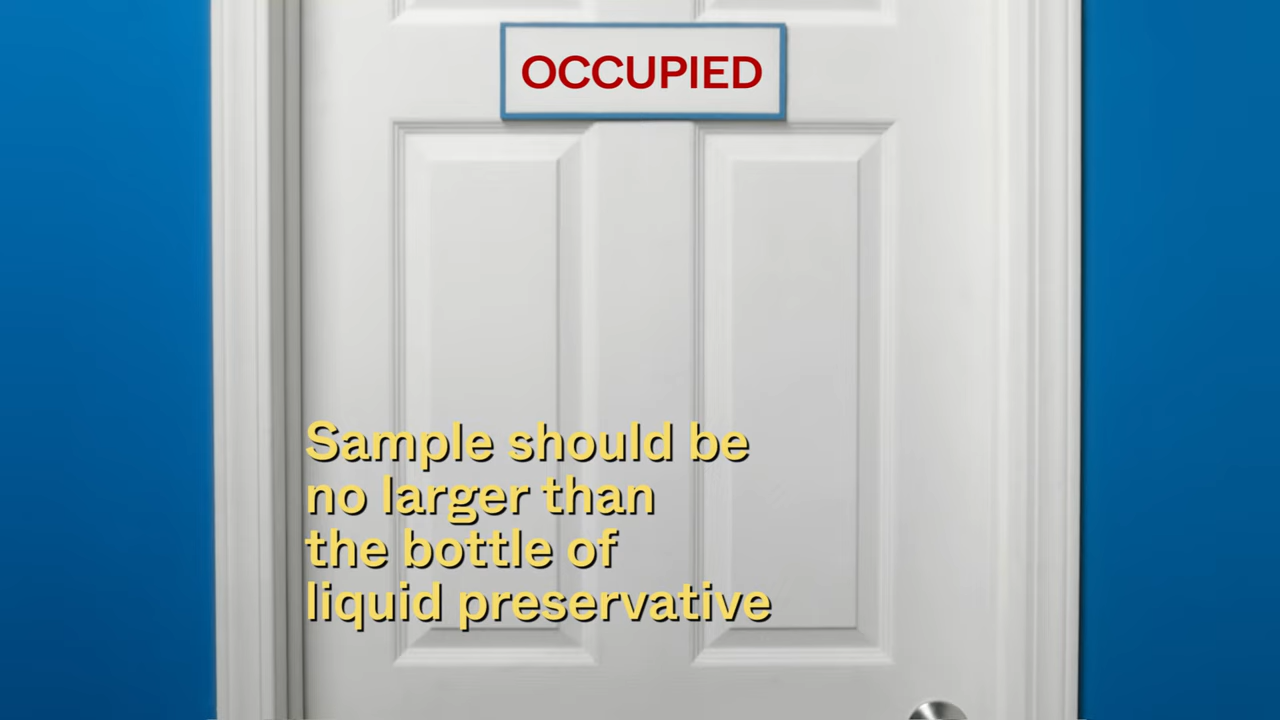 OCCUPIED
Sample should be
no larger than
the bottle of
liquid preservative